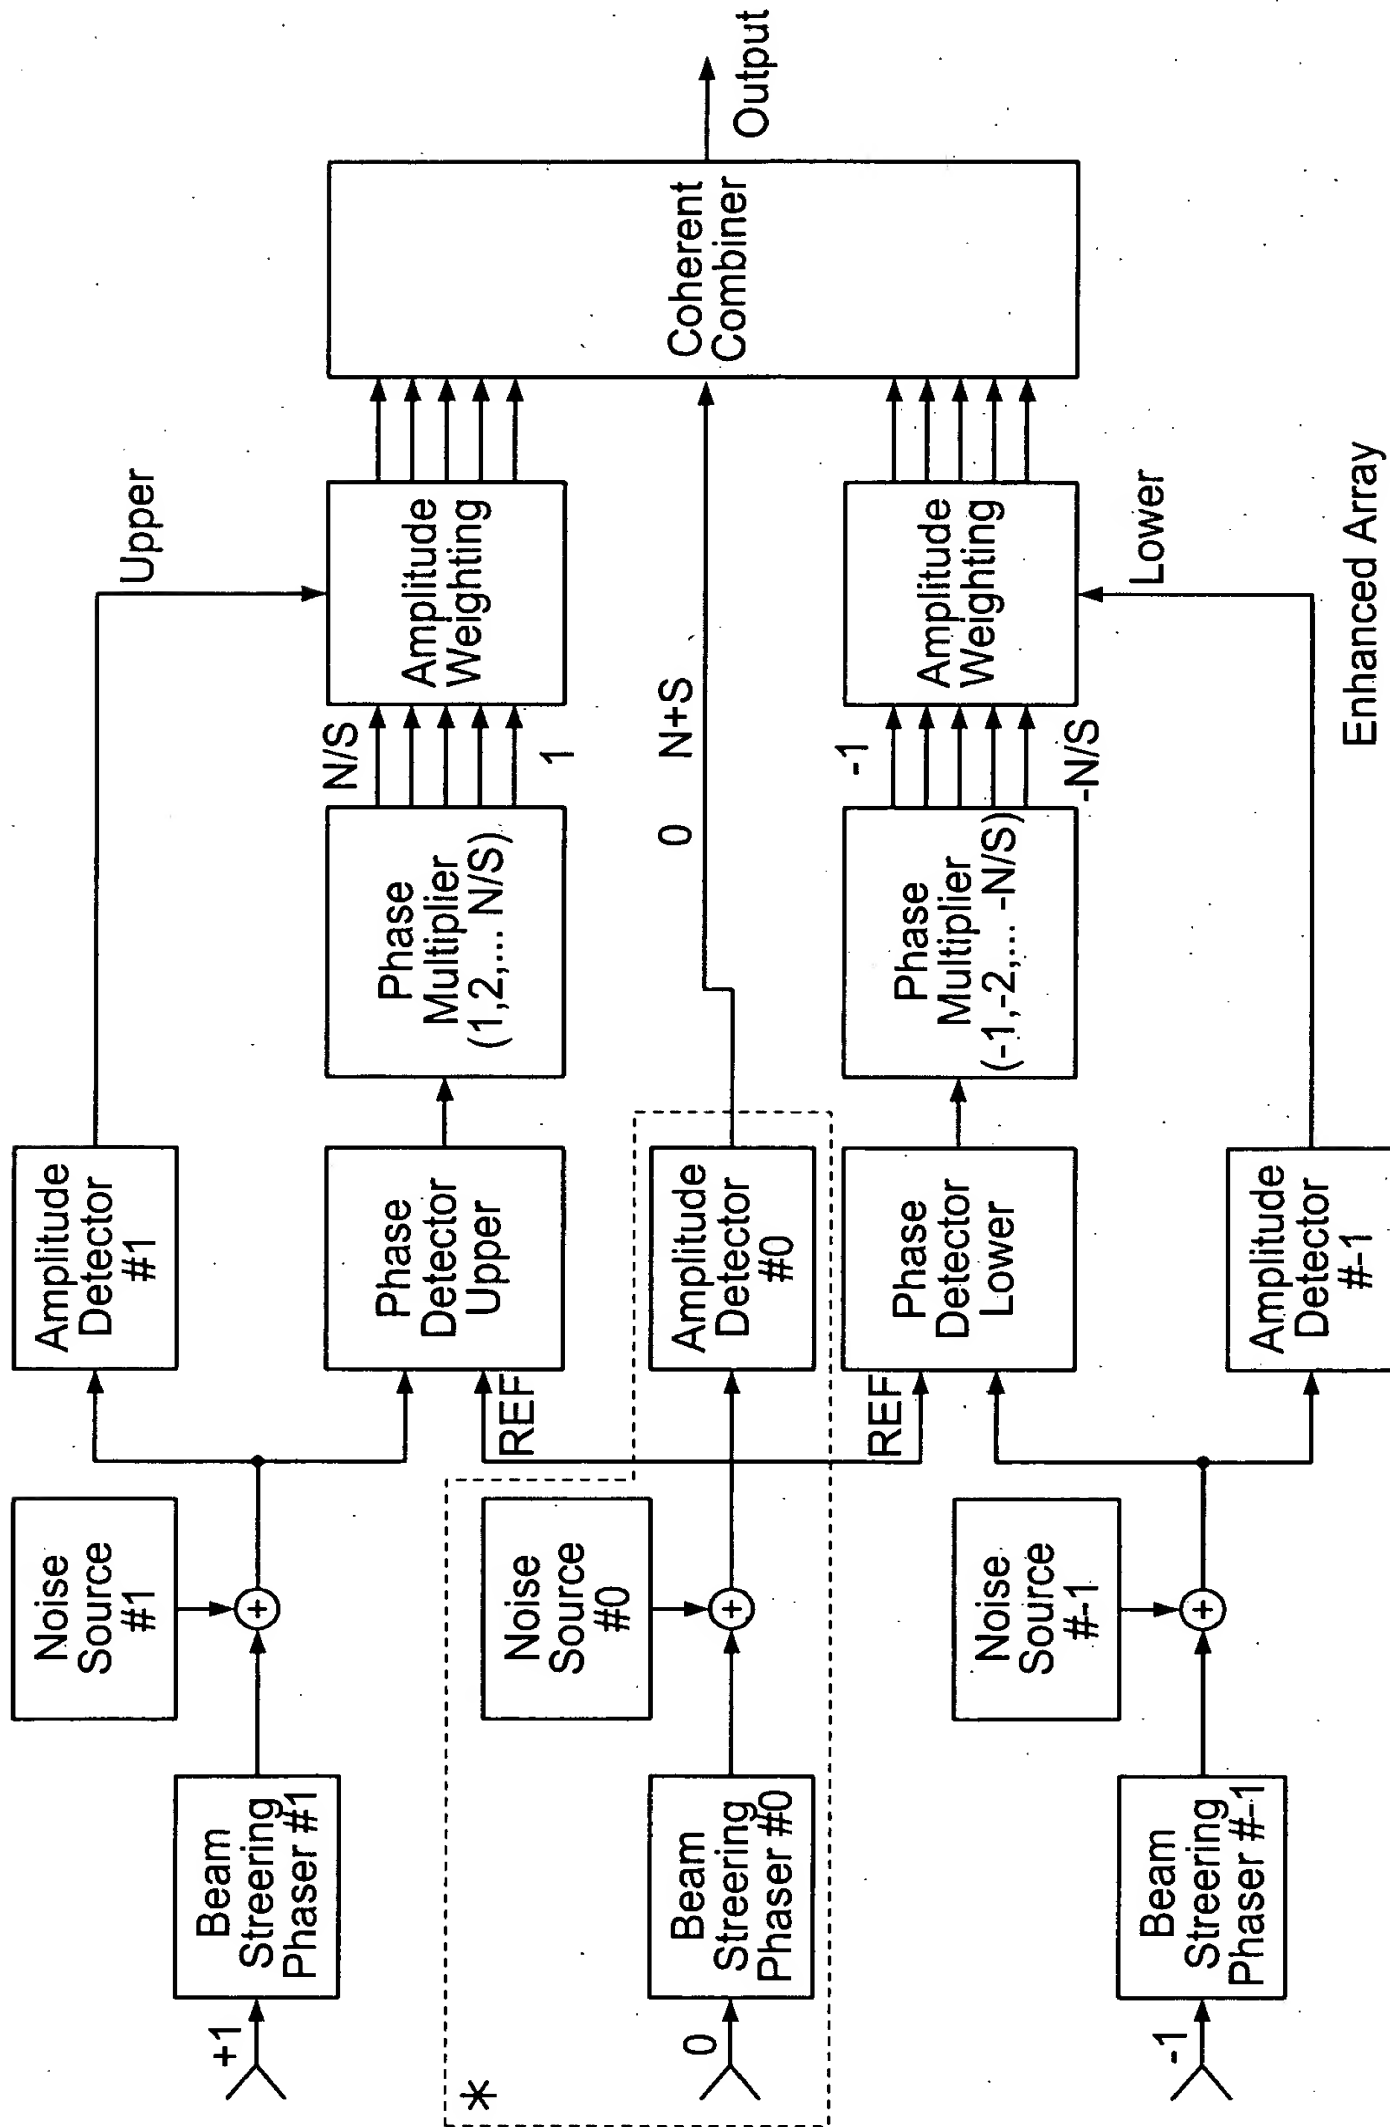 +1
Beam
Streering
Phaser #1
Noise
Source
#1
+
Amplitude
Detector
#1
Upper
Phase
Detector
Upper
Phase
Multiplier
(1,2,... N/S)
N/S
1
Amplitude
Weighting
*
0
Beam
Streering
Phaser #0
Noise
Source
#0
+
REF
REF
Amplitude
Detector
#0
0 N+S
Coherent
Combiner
Output
Phase
Detector
Lower
Phase
Multiplier
(-1,-2,... -N/S)
-1
-N/S
Amplitude
Weighting
-1
Beam
Streering
Phaser #-1
Noise
Source
#-1
+
Amplitude
Detector
#-1
Lower
Enhanced Array